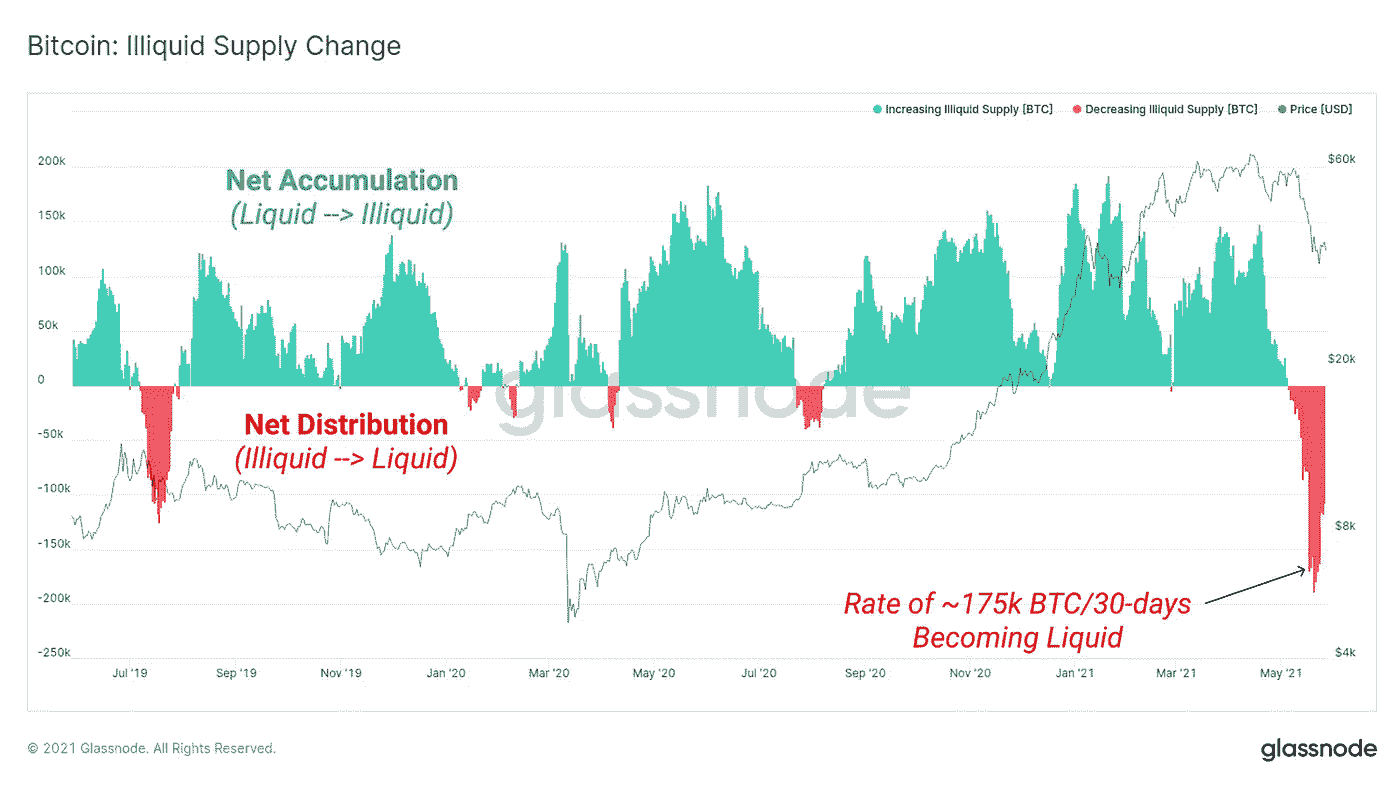 Bitcoin: Illiquid Supply Change
Increasing Illiquid Supply [BTC] Decreasing Illiquid Supply [BTC] Price [USD]
200k
150k
100k
50k
0
-50k
-100k
-150k
-200k
-250k
$60k
$20k
$8k
$4k
Net Accumulation
(Liquid --> Illiquid)
glassnode
Net Distribution
(Illiquid --> Liquid)
Rate of ~175k BTC/30-days
Becoming Liquid
Jul '19 Sep '19 Nov '19 Jan '20 Mar '20 May '20 Jul '20 Sep '20 Nov '20 Jan '21 Mar '21 May '21
© 2021 Glassnode. All Rights Reserved.
glassnode